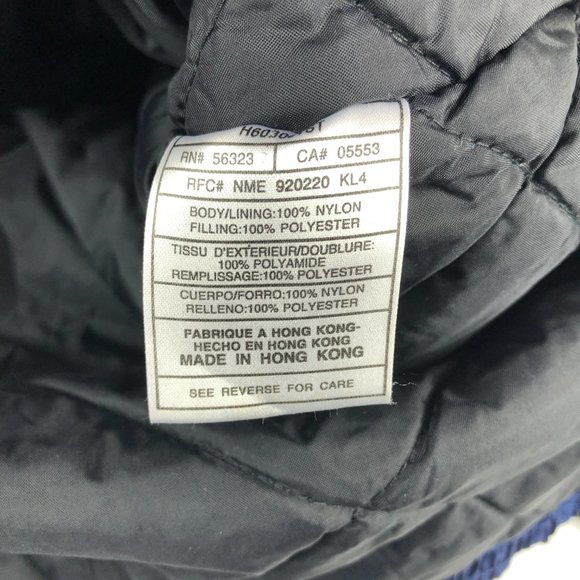 RN# 56323 CA# 05553
RFC# NME 920220 KL4
BODY/LINING:100% NYLON
FILLING:100% POLYESTER
TISSU D'EXTERIEUR/DOUBLURE:
100% POLYAMIDE
REMPLISSAGE:100% POLYESTER
CUERPO/FORRO:100% NYLON
RELLENO:100% POLYESTER
FABRIQUE A HONG KONG-
HECHO EN HONG KONG
MADE IN HONG KONG
SEE REVERSE FOR CARE